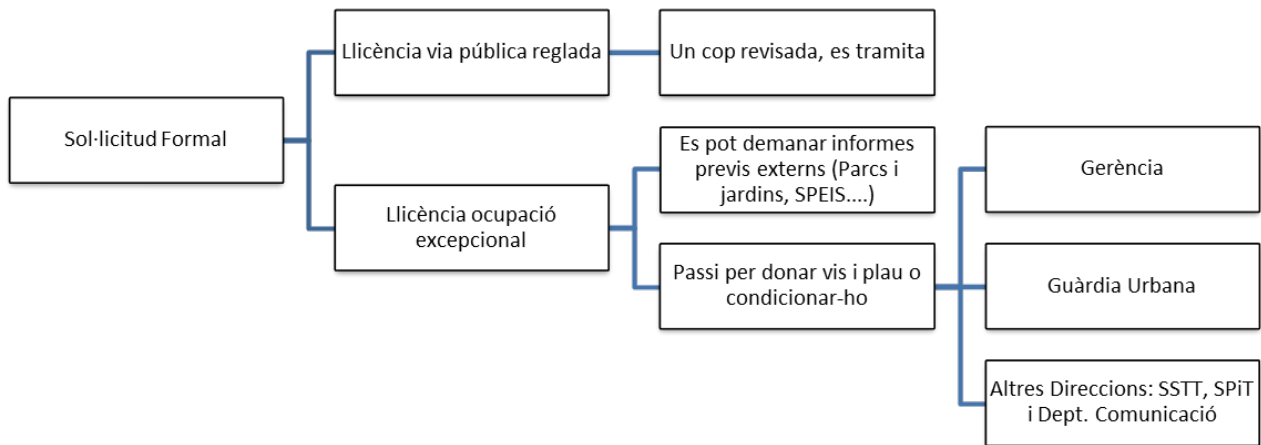 Sol·licitud Formal
Llicència via pública reglada
Un cop revisada, es tramita
Llicència ocupació
excepcional
Es pot demanar informes
previs externs (Parcs i
jardins, SPEIS....)
Passi per donar vis i plau o
condicionar-ho
Gerència
Guàrdia Urbana
Altres Direccions: SSTT, SPiT
i Dept. Comunicació